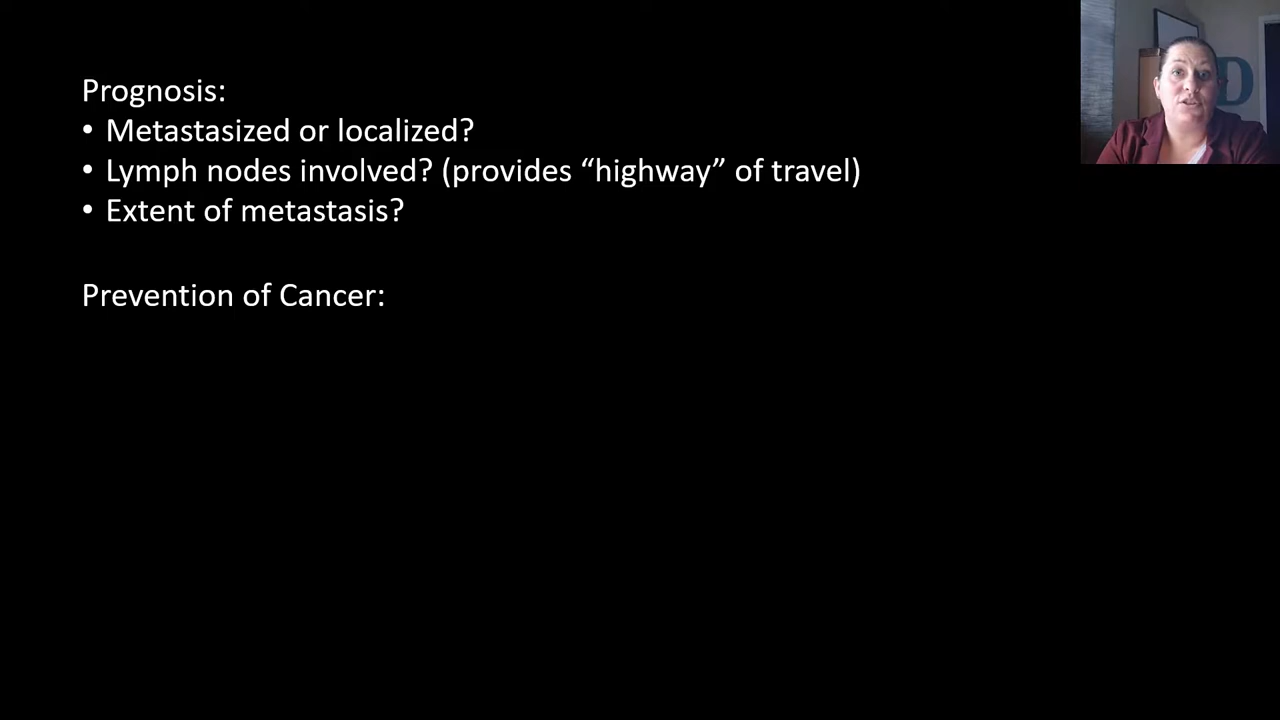 Prognosis:
• Metastasized or localized?
• Lymph nodes involved? (provides “highway” of travel)
• Extent of metastasis?
Prevention of Cancer:
D